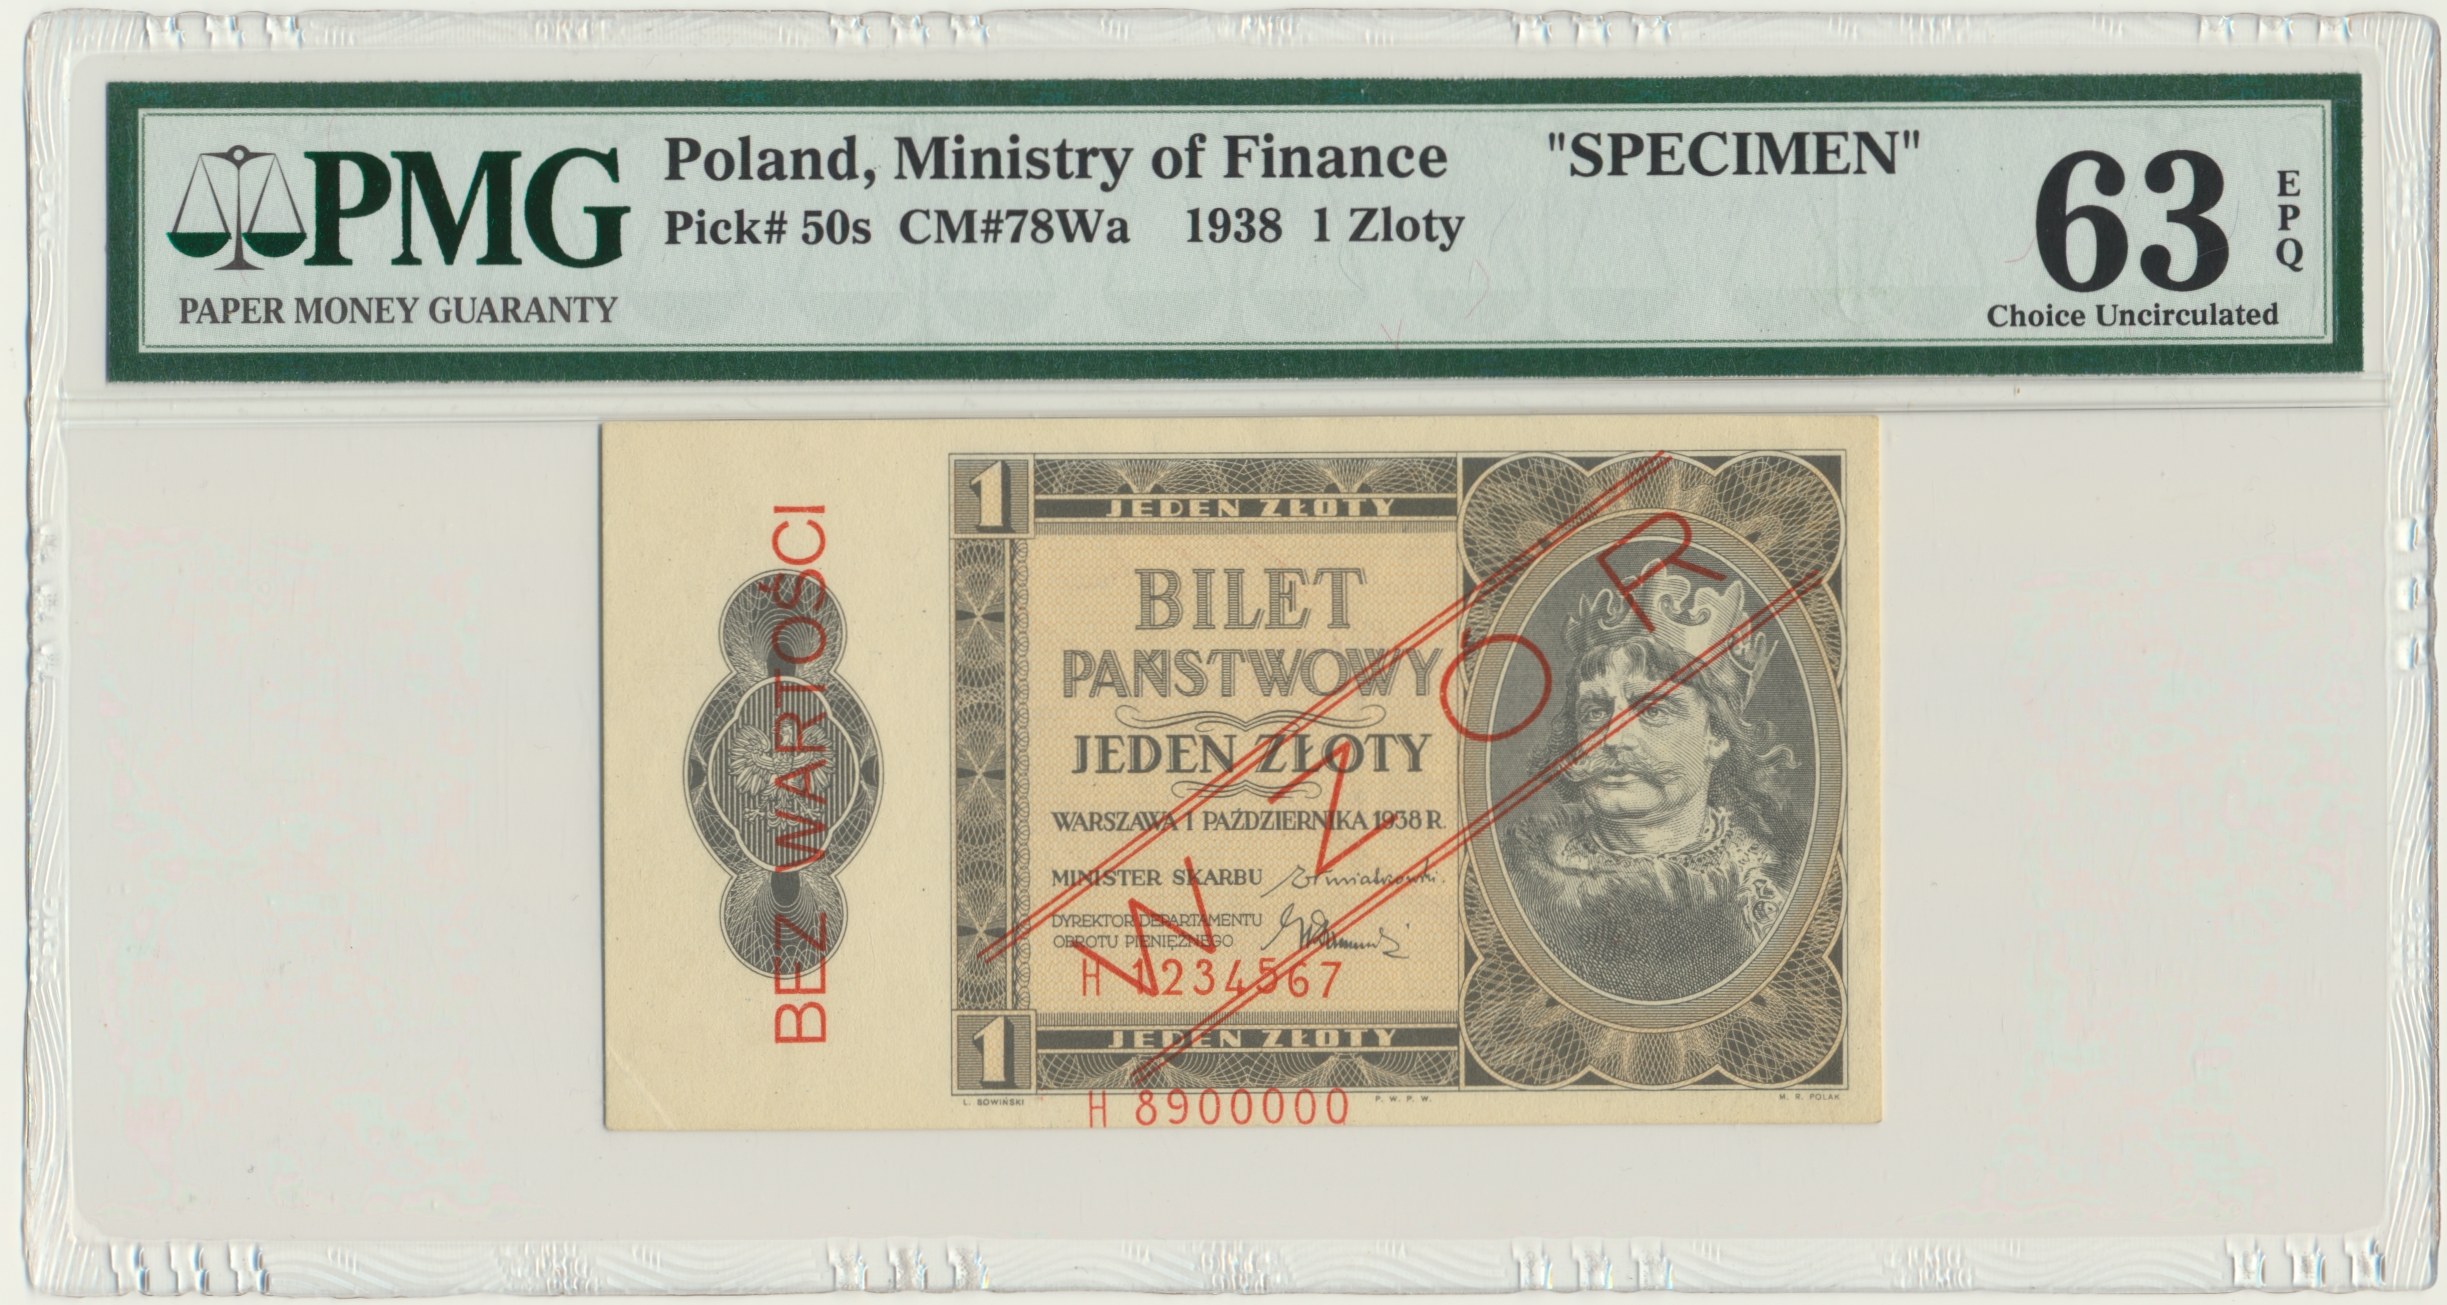 PMG
PAPER MONEY GUARANTY
Poland, Ministry of Finance "SPECIMEN"
Pick# 50s CM#78Wa 1938 1 Zloty
63
EPQ
Choice Uncirculated
BEZ WARTOŚCI
1
JEDEN ZŁOTY
BILET
PAŃSTWOWY
JEDEN ZŁOTY
WARSZAWA 1 PAŹDZIERNIKA 1938 R.
MINISTER SKARBU
DYREKTOR DEPARTAMENTU
OBROTU PIENIĘŻNEGO
WZÓR
H 1234567
1
JEDEN ZŁOTY
H 8900000
L. SOWIŃSKI
P. W. P. W.
M. R. POLAK